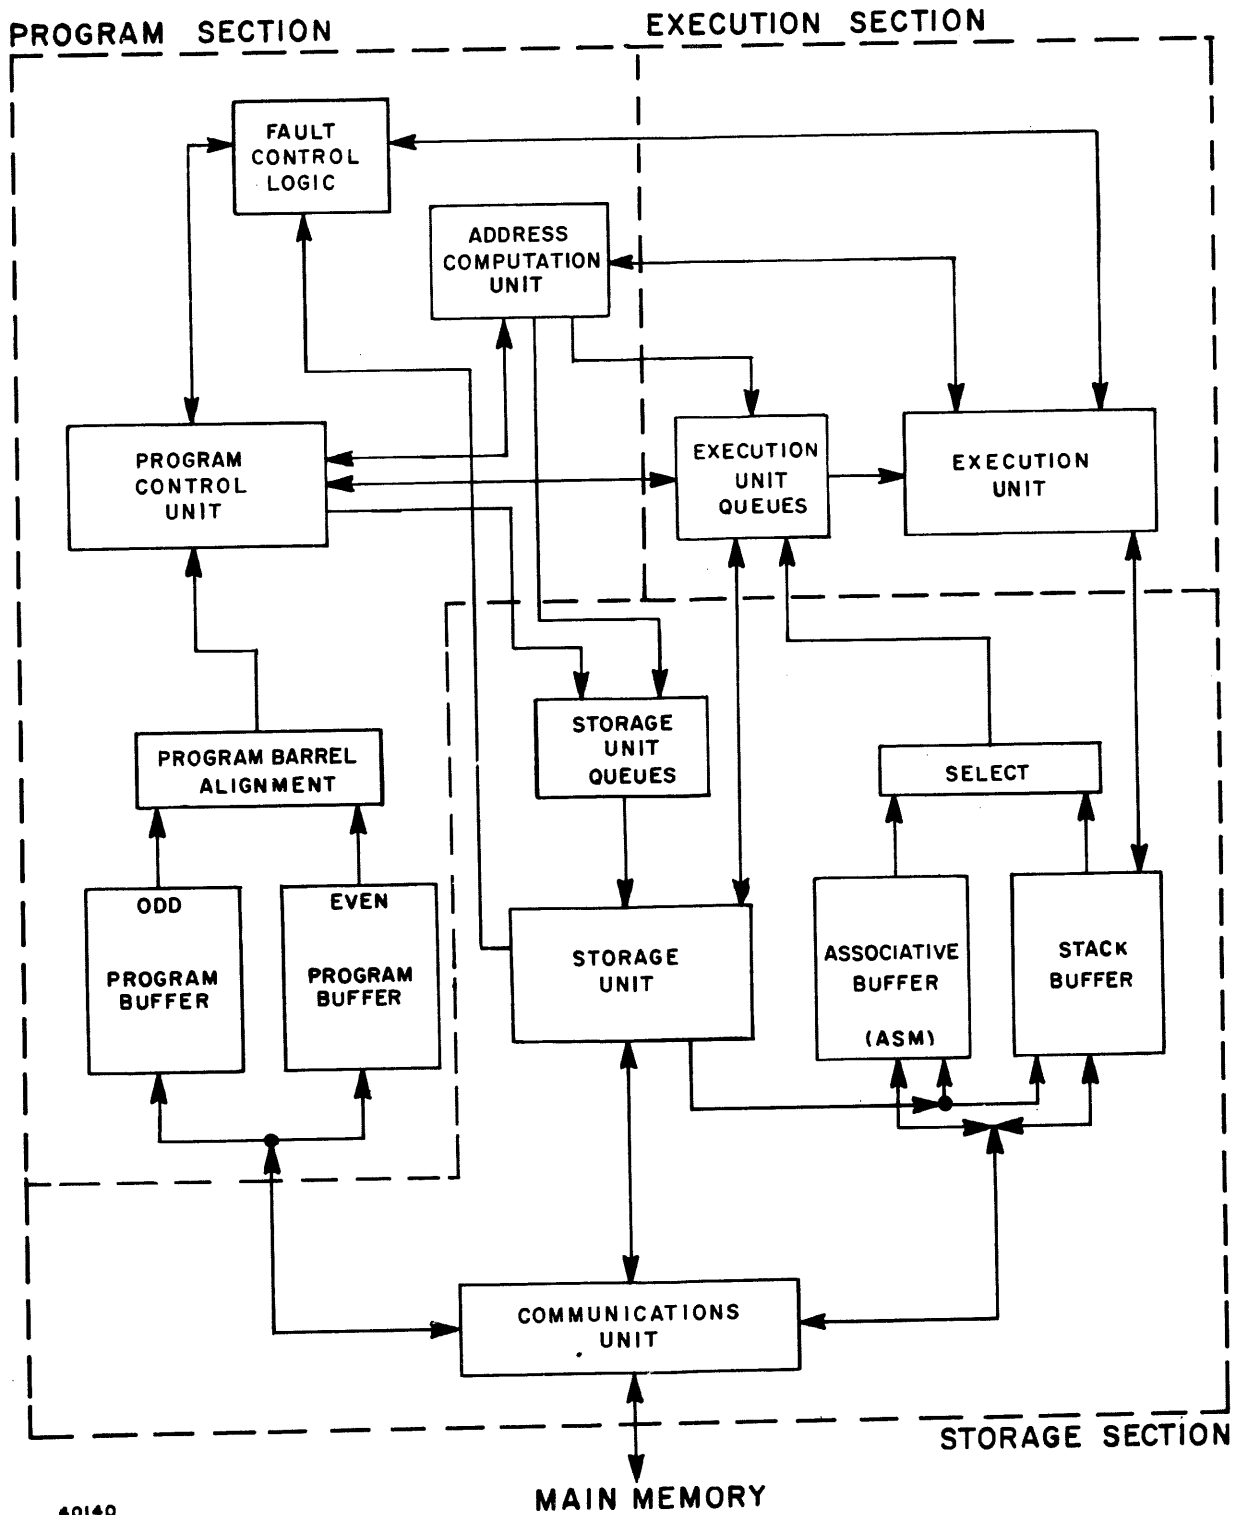 PROGRAM SECTION
EXECUTION SECTION
FAULT
CONTROL
LOGIC
ADDRESS
COMPUTATION
UNIT
PROGRAM
CONTROL
UNIT
EXECUTION
UNIT
QUEUES
EXECUTION
UNIT
PROGRAM BARREL
ALIGNMENT
STORAGE
UNIT
QUEUES
SELECT
ODD
PROGRAM
BUFFER
EVEN
PROGRAM
BUFFER
STORAGE
UNIT
ASSOCIATIVE
BUFFER
(ASM)
STACK
BUFFER
COMMUNICATIONS
UNIT
STORAGE SECTION
MAIN MEMORY
40140